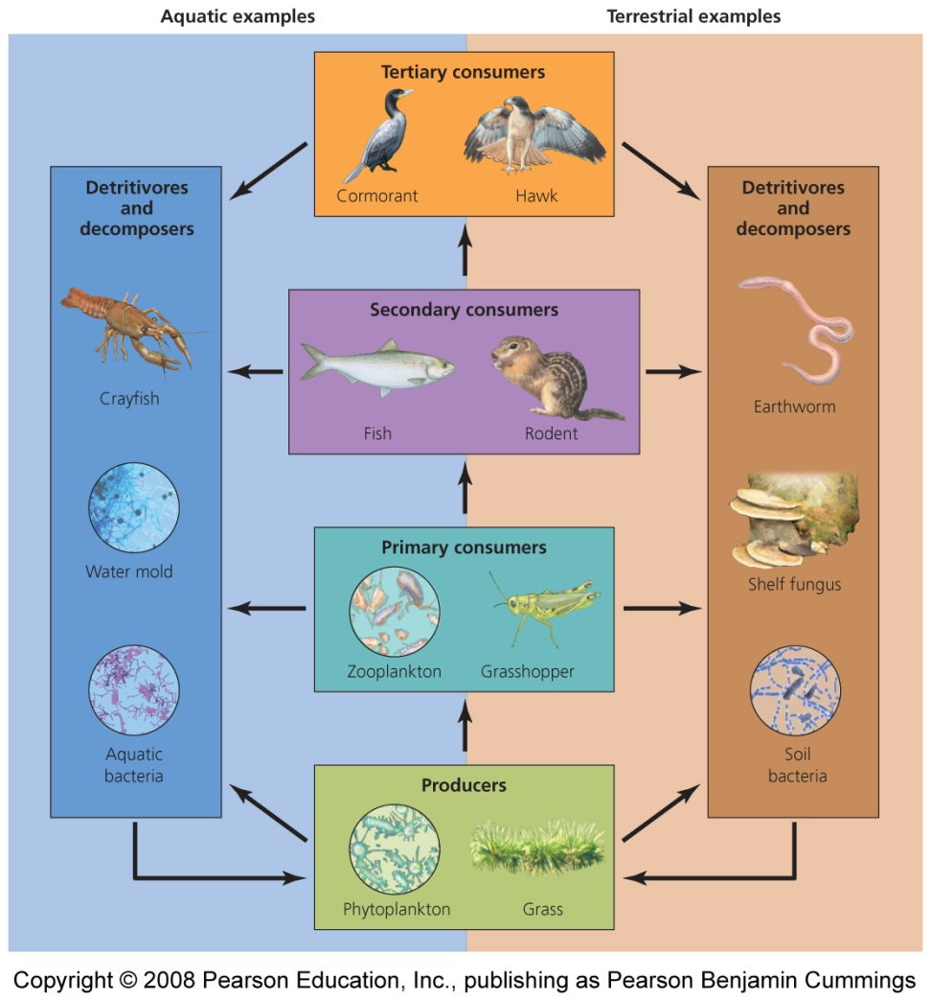 Aquatic examples
Terrestrial examples
Tertiary consumers
Cormorant
Hawk
Detritivores
and
decomposers
Crayfish
Water mold
Aquatic
bacteria
Secondary consumers
Fish
Rodent
Primary consumers
Zooplankton
Grasshopper
Producers
Phytoplankton
Grass
Detritivores
and
decomposers
Earthworm
Shelf fungus
Soil
bacteria
Copyright © 2008 Pearson Education, Inc., publishing as Pearson Benjamin Cummings